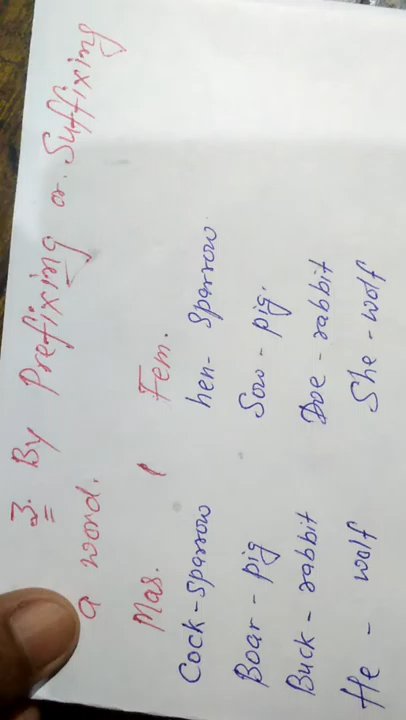 3. By Prefixing or Suffixing
a word.
Mas. Fem.
Cock-sparrow hen- sparrow.
Boar - pig Sow - pig.
Buck - rabbit Doe - rabbit
He - wolf She - wolf